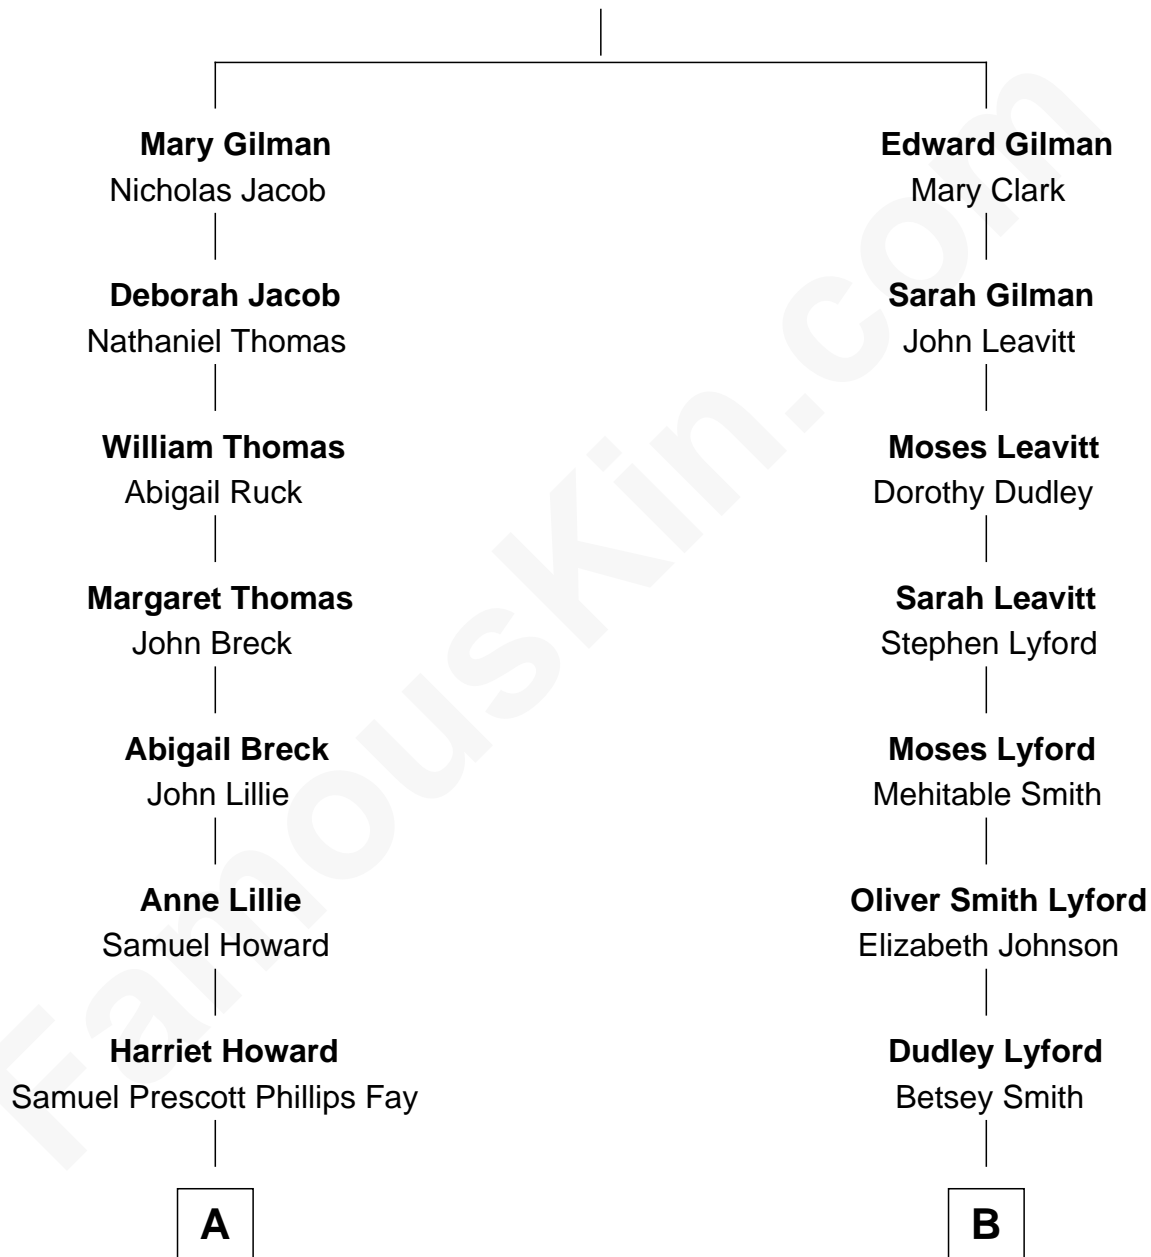 Mary Gilman
Nicholas Jacob
Deborah Jacob
Nathaniel Thomas
William Thomas
Abigail Ruck
Margaret Thomas
John Breck
Abigail Breck
John Lillie
Anne Lillie
Samuel Howard
Harriet Howard
Samuel Prescott Phillips Fay
A
Edward Gilman
Mary Clark
Sarah Gilman
John Leavitt
Moses Leavitt
Dorothy Dudley
Sarah Leavitt
Stephen Lyford
Moses Lyford
Mehitable Smith
Oliver Smith Lyford
Elizabeth Johnson
Dudley Lyford
Betsey Smith
B
FamousKin.com